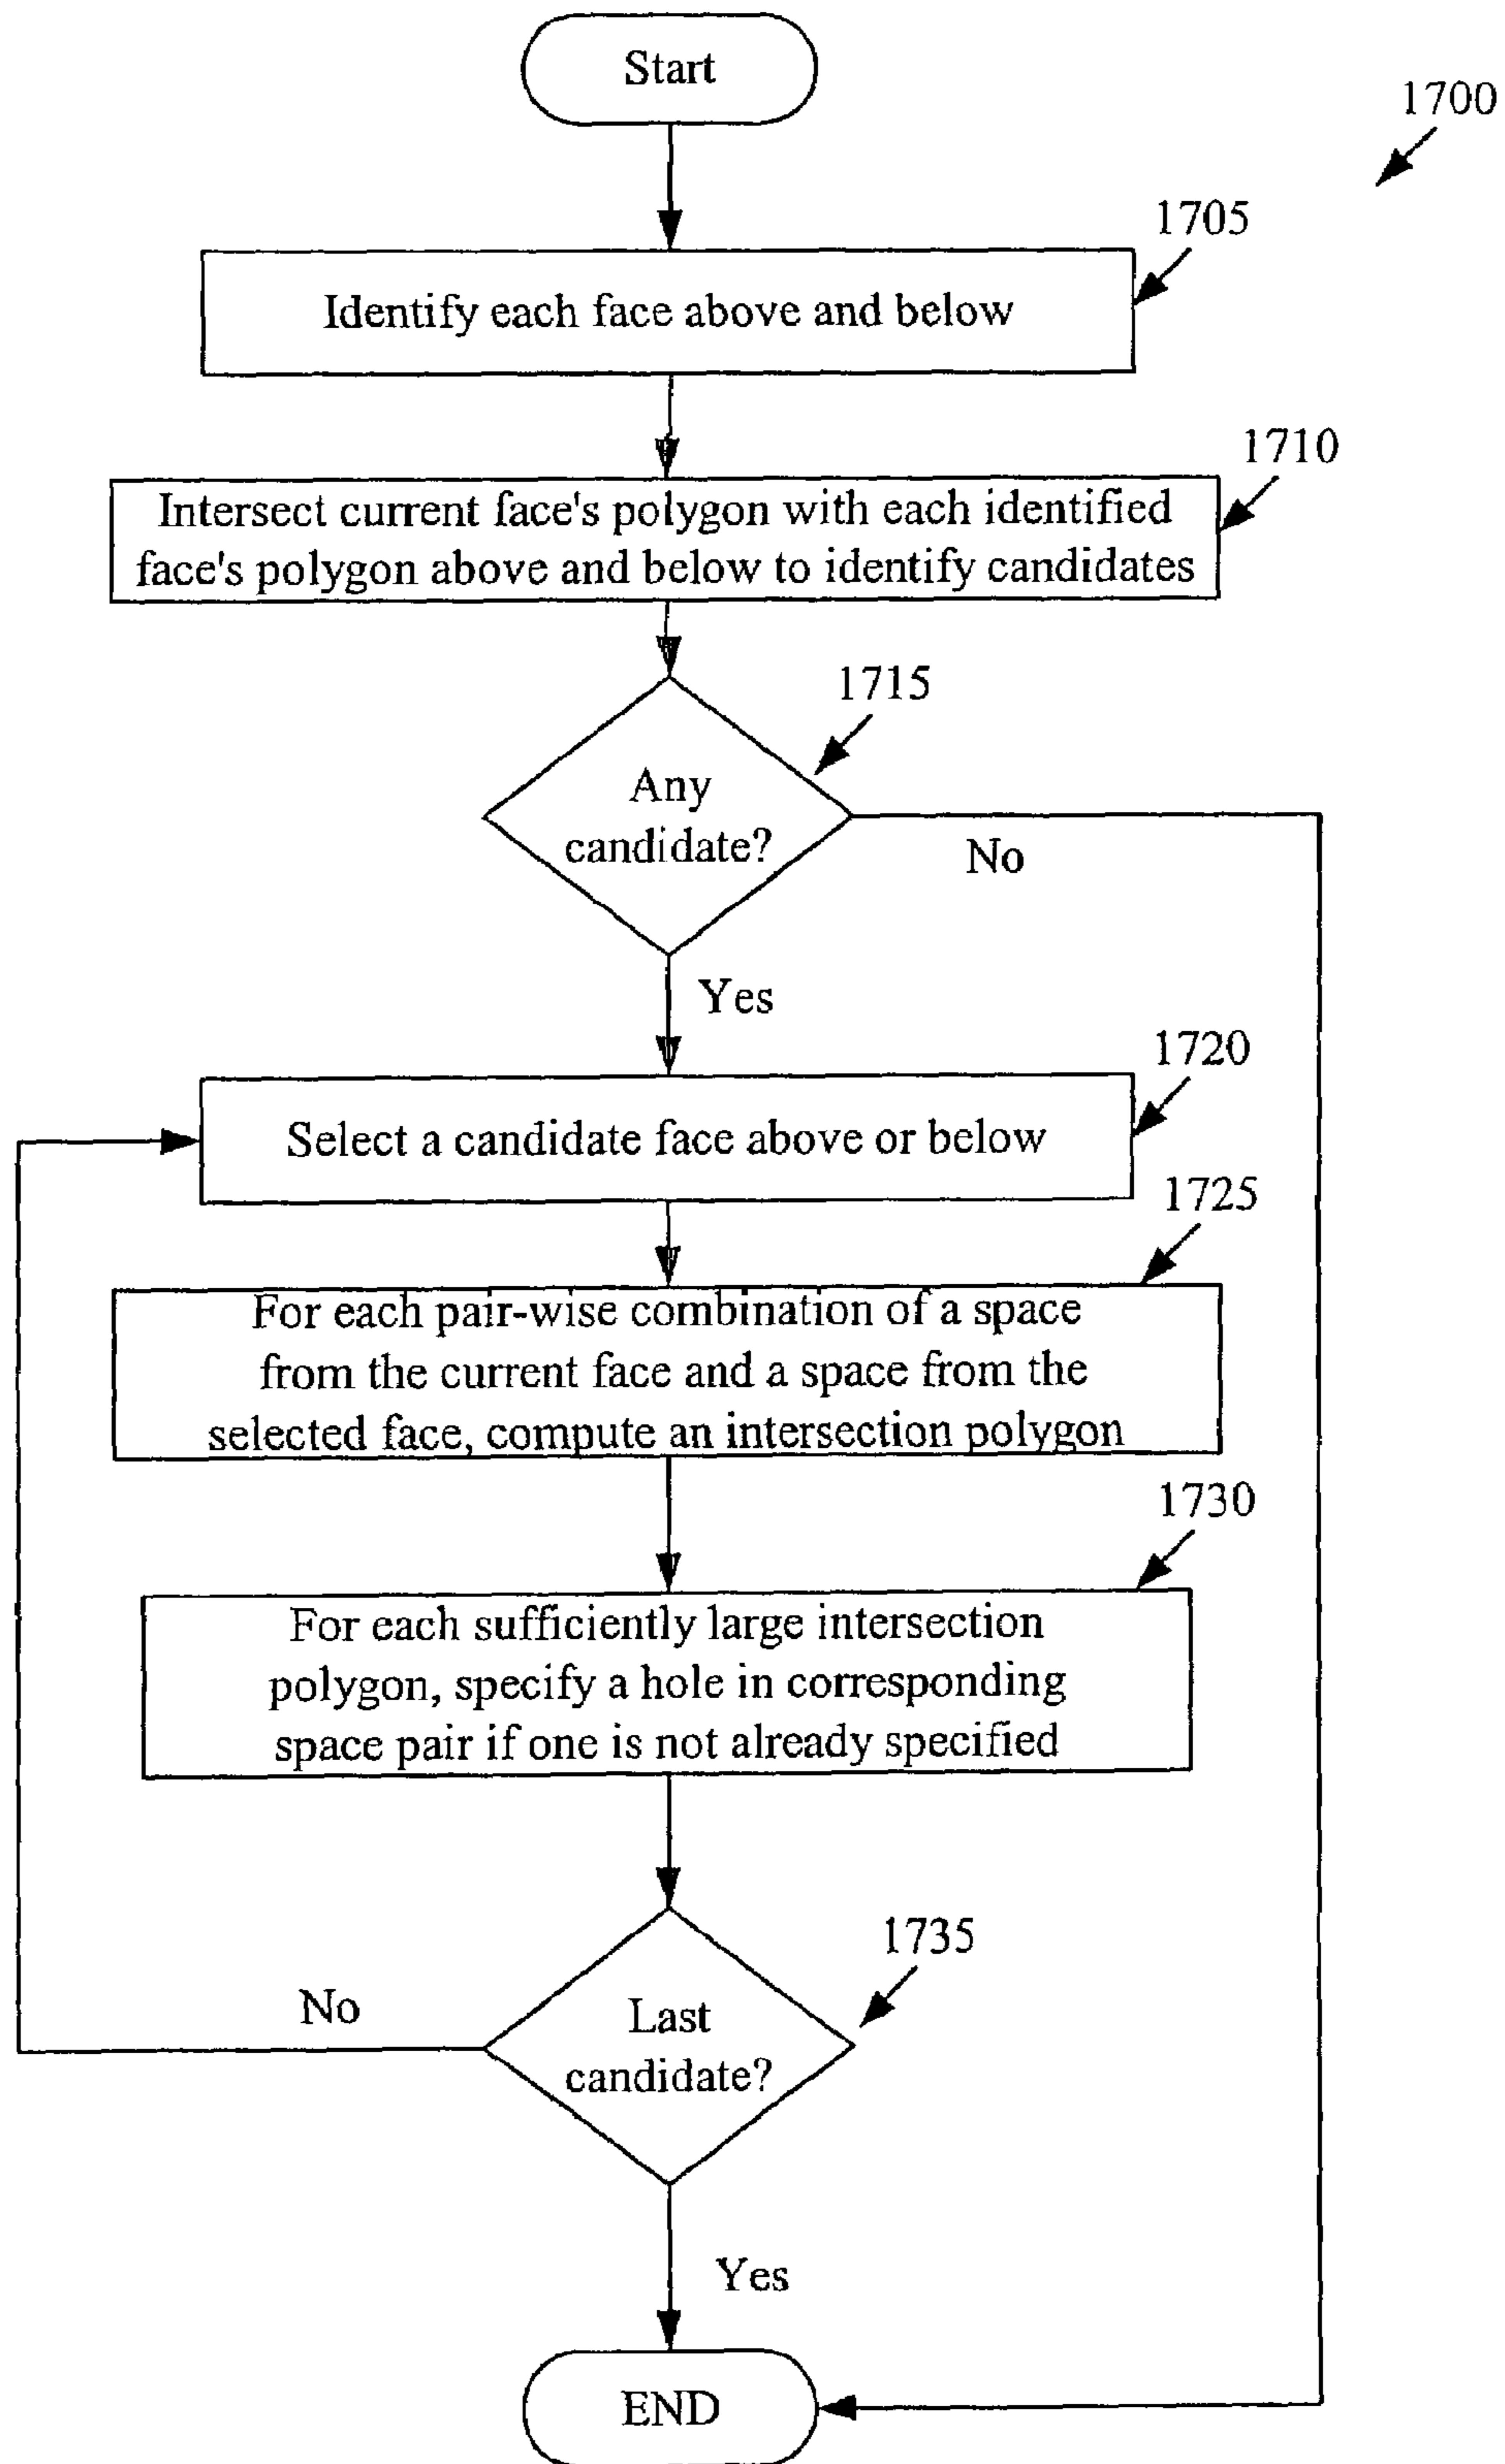 Start
1700
1705
Identify each face above and below
1710
Intersect current face's polygon with each identified
face's polygon above and below to identify candidates
1715
Any
candidate?
No
Yes
1720
Select a candidate face above or below
1725
For each pair-wise combination of a space
from the current face and a space from the
selected face, compute an intersection polygon
1730
For each sufficiently large intersection
polygon, specify a hole in corresponding
space pair if one is not already specified
1735
No
Last
candidate?
Yes
END